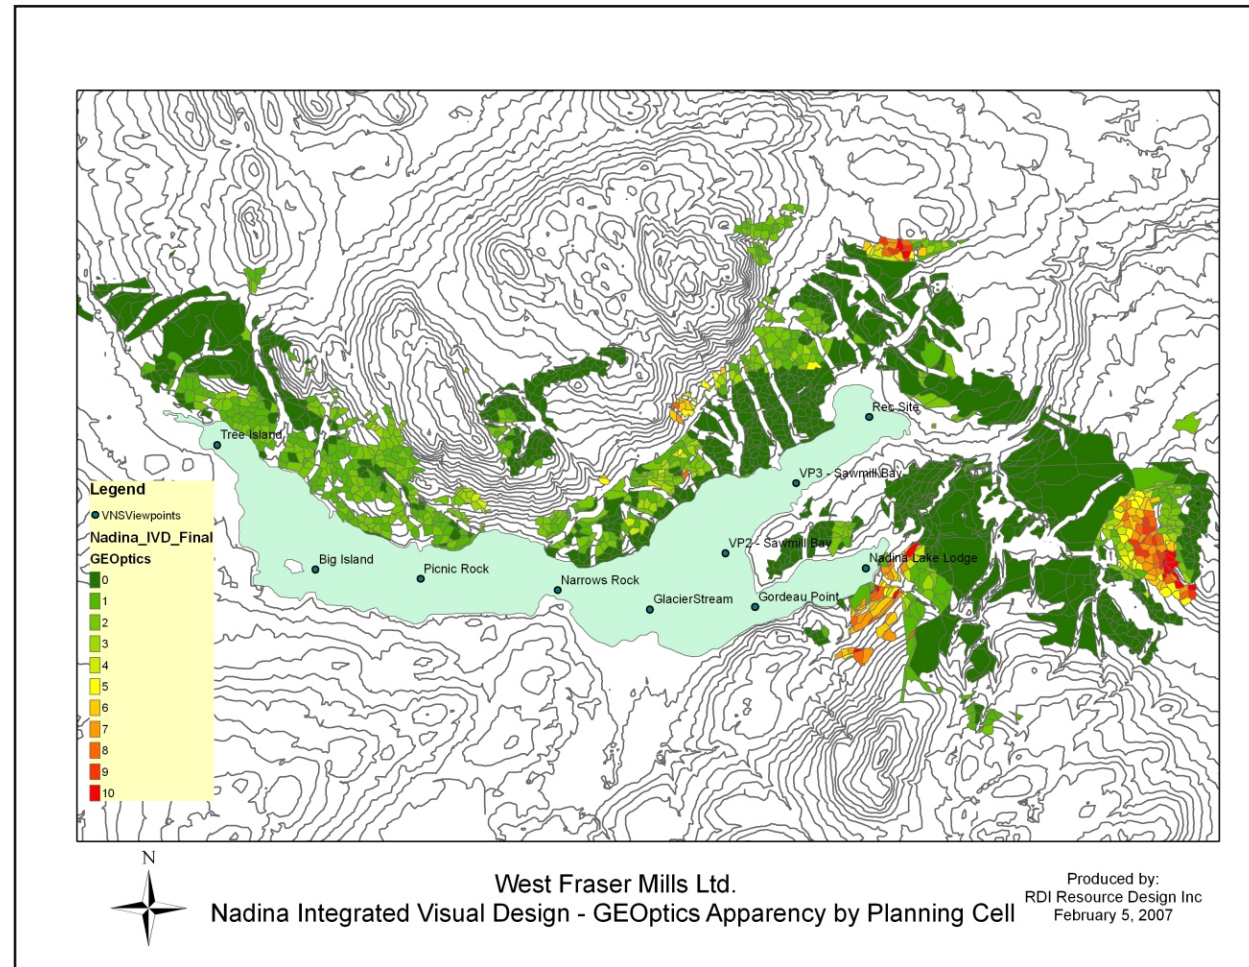 Rec Site
Tree Island
VP3 - Sawmill Bay
Legend
VNSViewpoints
Nadina_IVD_Final
GEOptics
0
1
2
3
4
5
6
7
8
9
10
VP2 - Sawmill Bay
Nadina Lake Lodge
Big Island
Picnic Rock
Narrows Rock
GlacierStream
Gordeau Point
N
West Fraser Mills Ltd.
Nadina Integrated Visual Design - GEOptics Apparency by Planning Cell
Produced by:
RDI Resource Design Inc
February 5, 2007